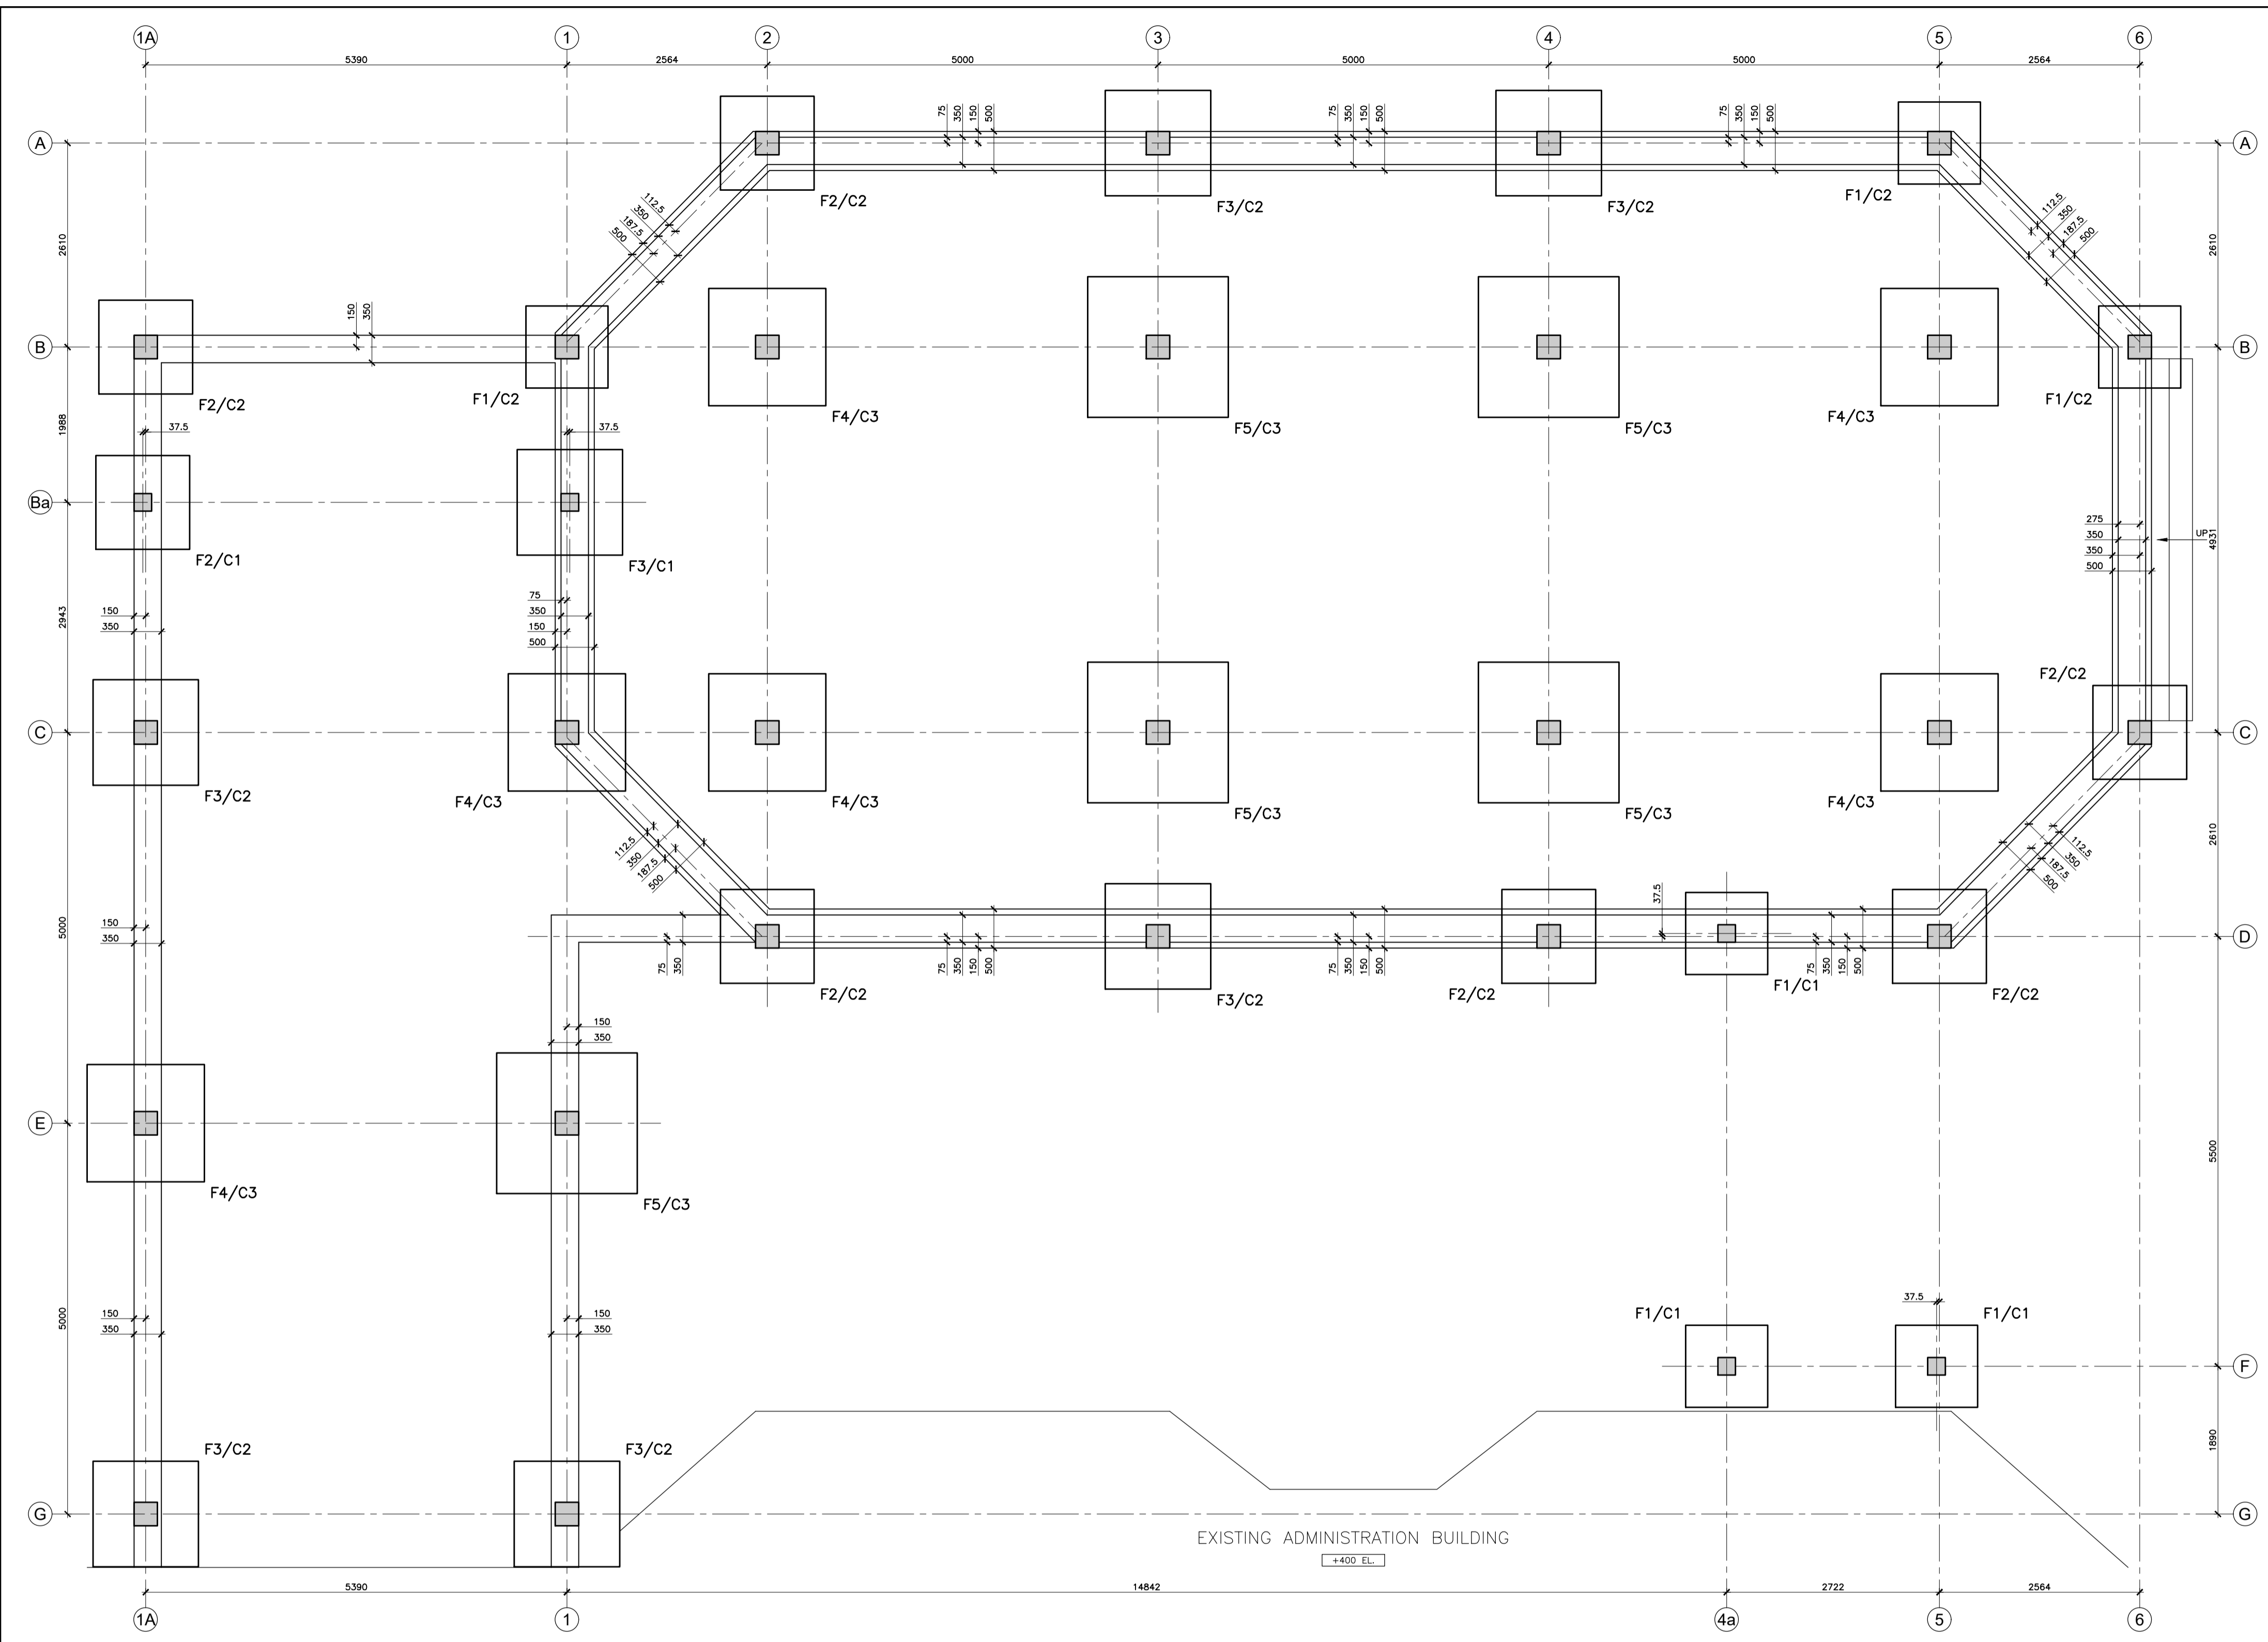 1A 1 2 3 4 5 6
5390 2564 5000 5000 5000 2564
75 350 150 500 75 350 150 500 75 350 150 500
A A
F2/C2 F3/C2 F3/C2 F1/C2
112.5 350 187.5 500
112.5 350 187.5 500
2610 2610
150 350
B B
F2/C2 F1/C2 F4/C3 F5/C3 F5/C3 F4/C3 F1/C2
1988
37.5 37.5
Ba
F2/C1 F3/C1
275
350
350
500
UP
4931
2943
150
350
75
350
150
500
F2/C2
C C
F3/C2 F4/C3 F4/C3 F5/C3 F5/C3 F4/C3
112.5 350 187.5 500
112.5 350 187.5 500
2610
5000
150
350
37.5
D
75 350 75 350 150 500 75 350 150 500 75 350 150 500
F2/C2 F3/C2 F2/C2 F1/C1 F2/C2
150
350
E
F4/C3 F5/C3
5500
5000
150
350
150
350
37.5
F1/C1 F1/C1
F
1890
F3/C2 F3/C2
G G
EXISTING ADMINISTRATION BUILDING
+400 EL.
5390 14842 2722 2564
1A 1 4a 5 6